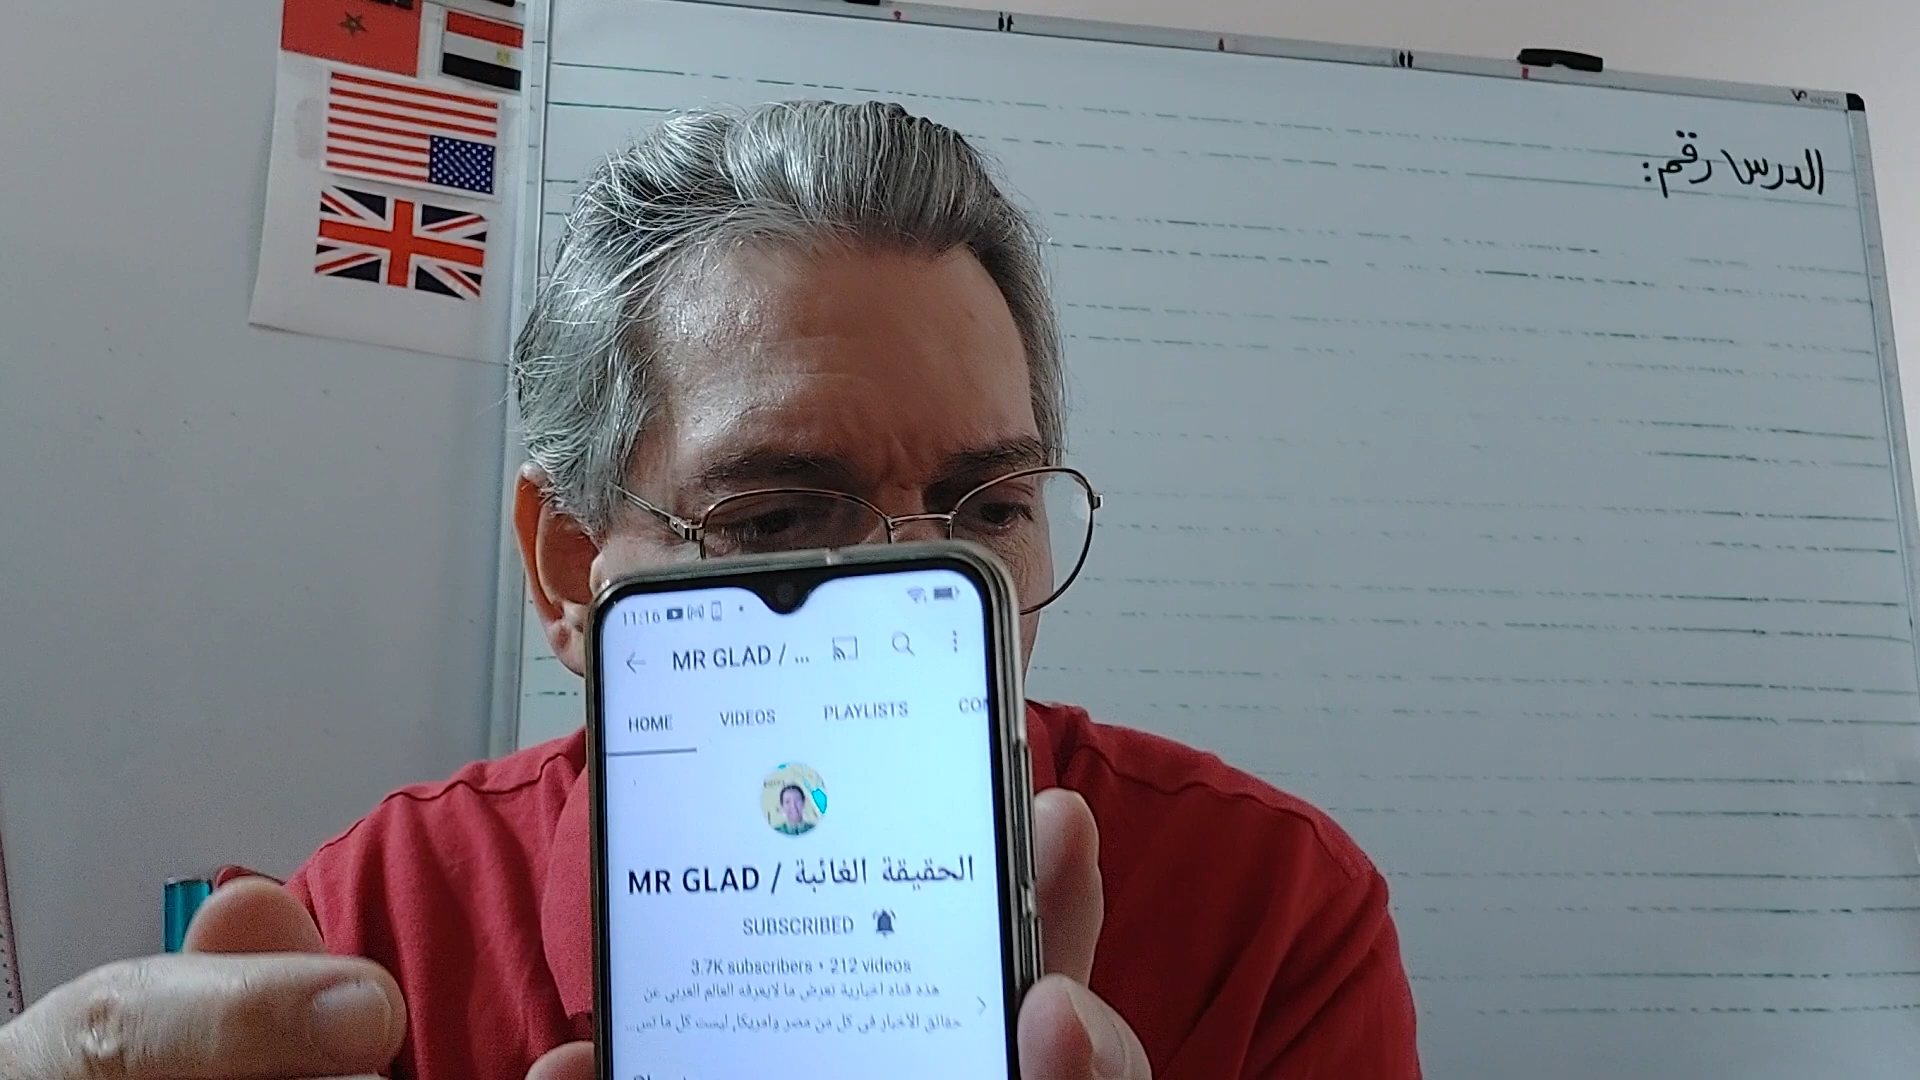 الدرس رقم:
11:16
MR GLAD / ...
HOME VIDEOS PLAYLISTS CO
MR GLAD / الحقيقة الغائبة
SUBSCRIBED
3.7K subscribers • 212 videos
هذه قناة اخبارية تعرض ما لايعرفه العالم العربي عن
حقائق الأخبار في كل من مصر وامريكا, ليست كل ما تس...